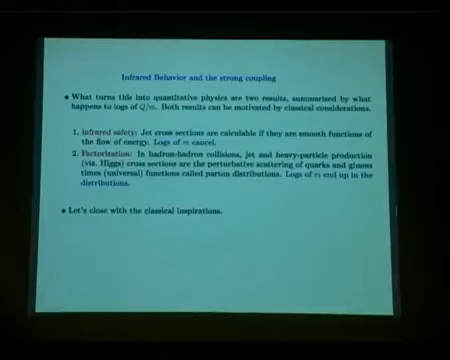 Infrared Behavior and the strong coupling
• What turns this into quantitative physics are two results, summarized by what
happens to logs of Q/m. Both results can be motivated by classical considerations.
1. infrared safety: Jet cross sections are calculable if they are smooth functions of
the flow of energy. Logs of m cancel.
2. Factorization: In hadron-hadron collisions, jet and heavy-particle production
(viz. Higgs) cross sections are the perturbative scattering of quarks and gluons
times (universal) functions called parton distributions. Logs of m end up in the
distributions.
• Let's close with the classical inspirations.